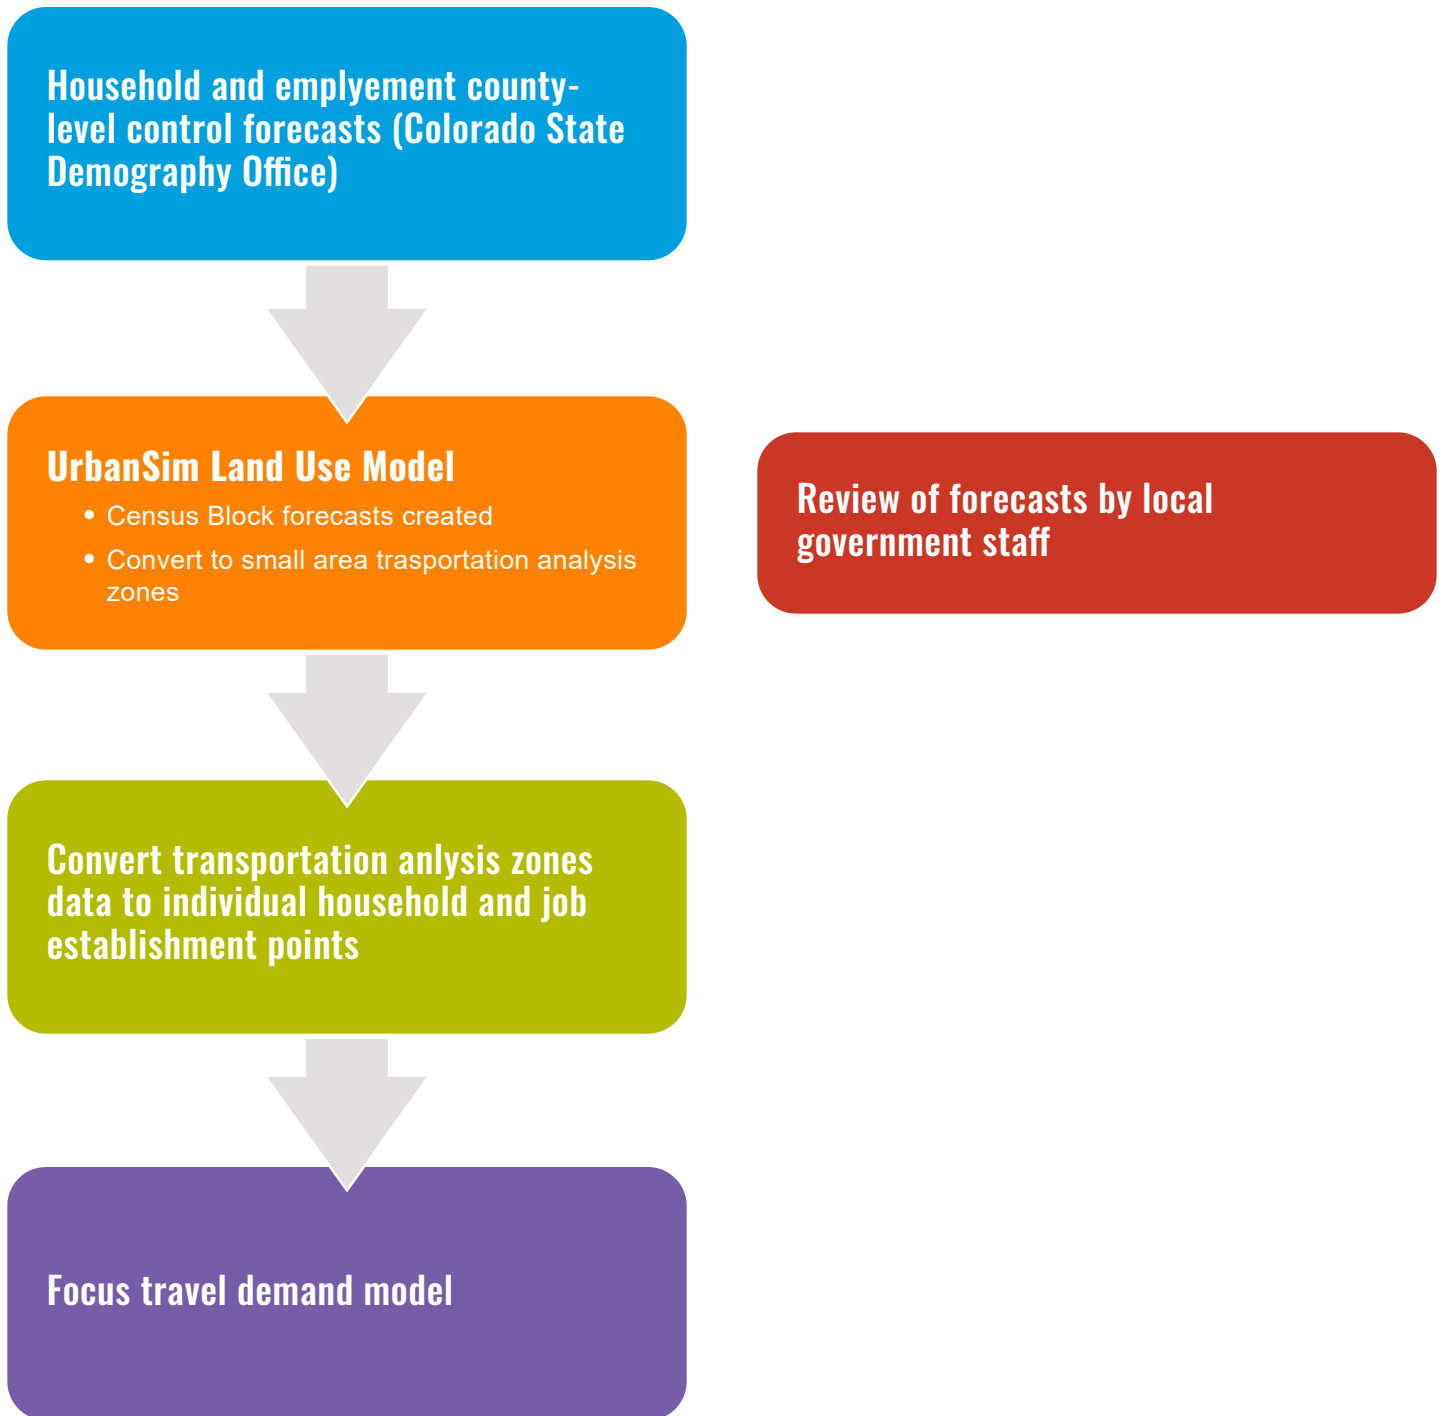 Household and emplyement county-
level control forecasts (Colorado State
Demography Office)
UrbanSim Land Use Model
• Census Block forecasts created
• Convert to small area trasportation analysis
zones
Review of forecasts by local
government staff
Convert transportation anlysis zones
data to individual household and job
establishment points
Focus travel demand model